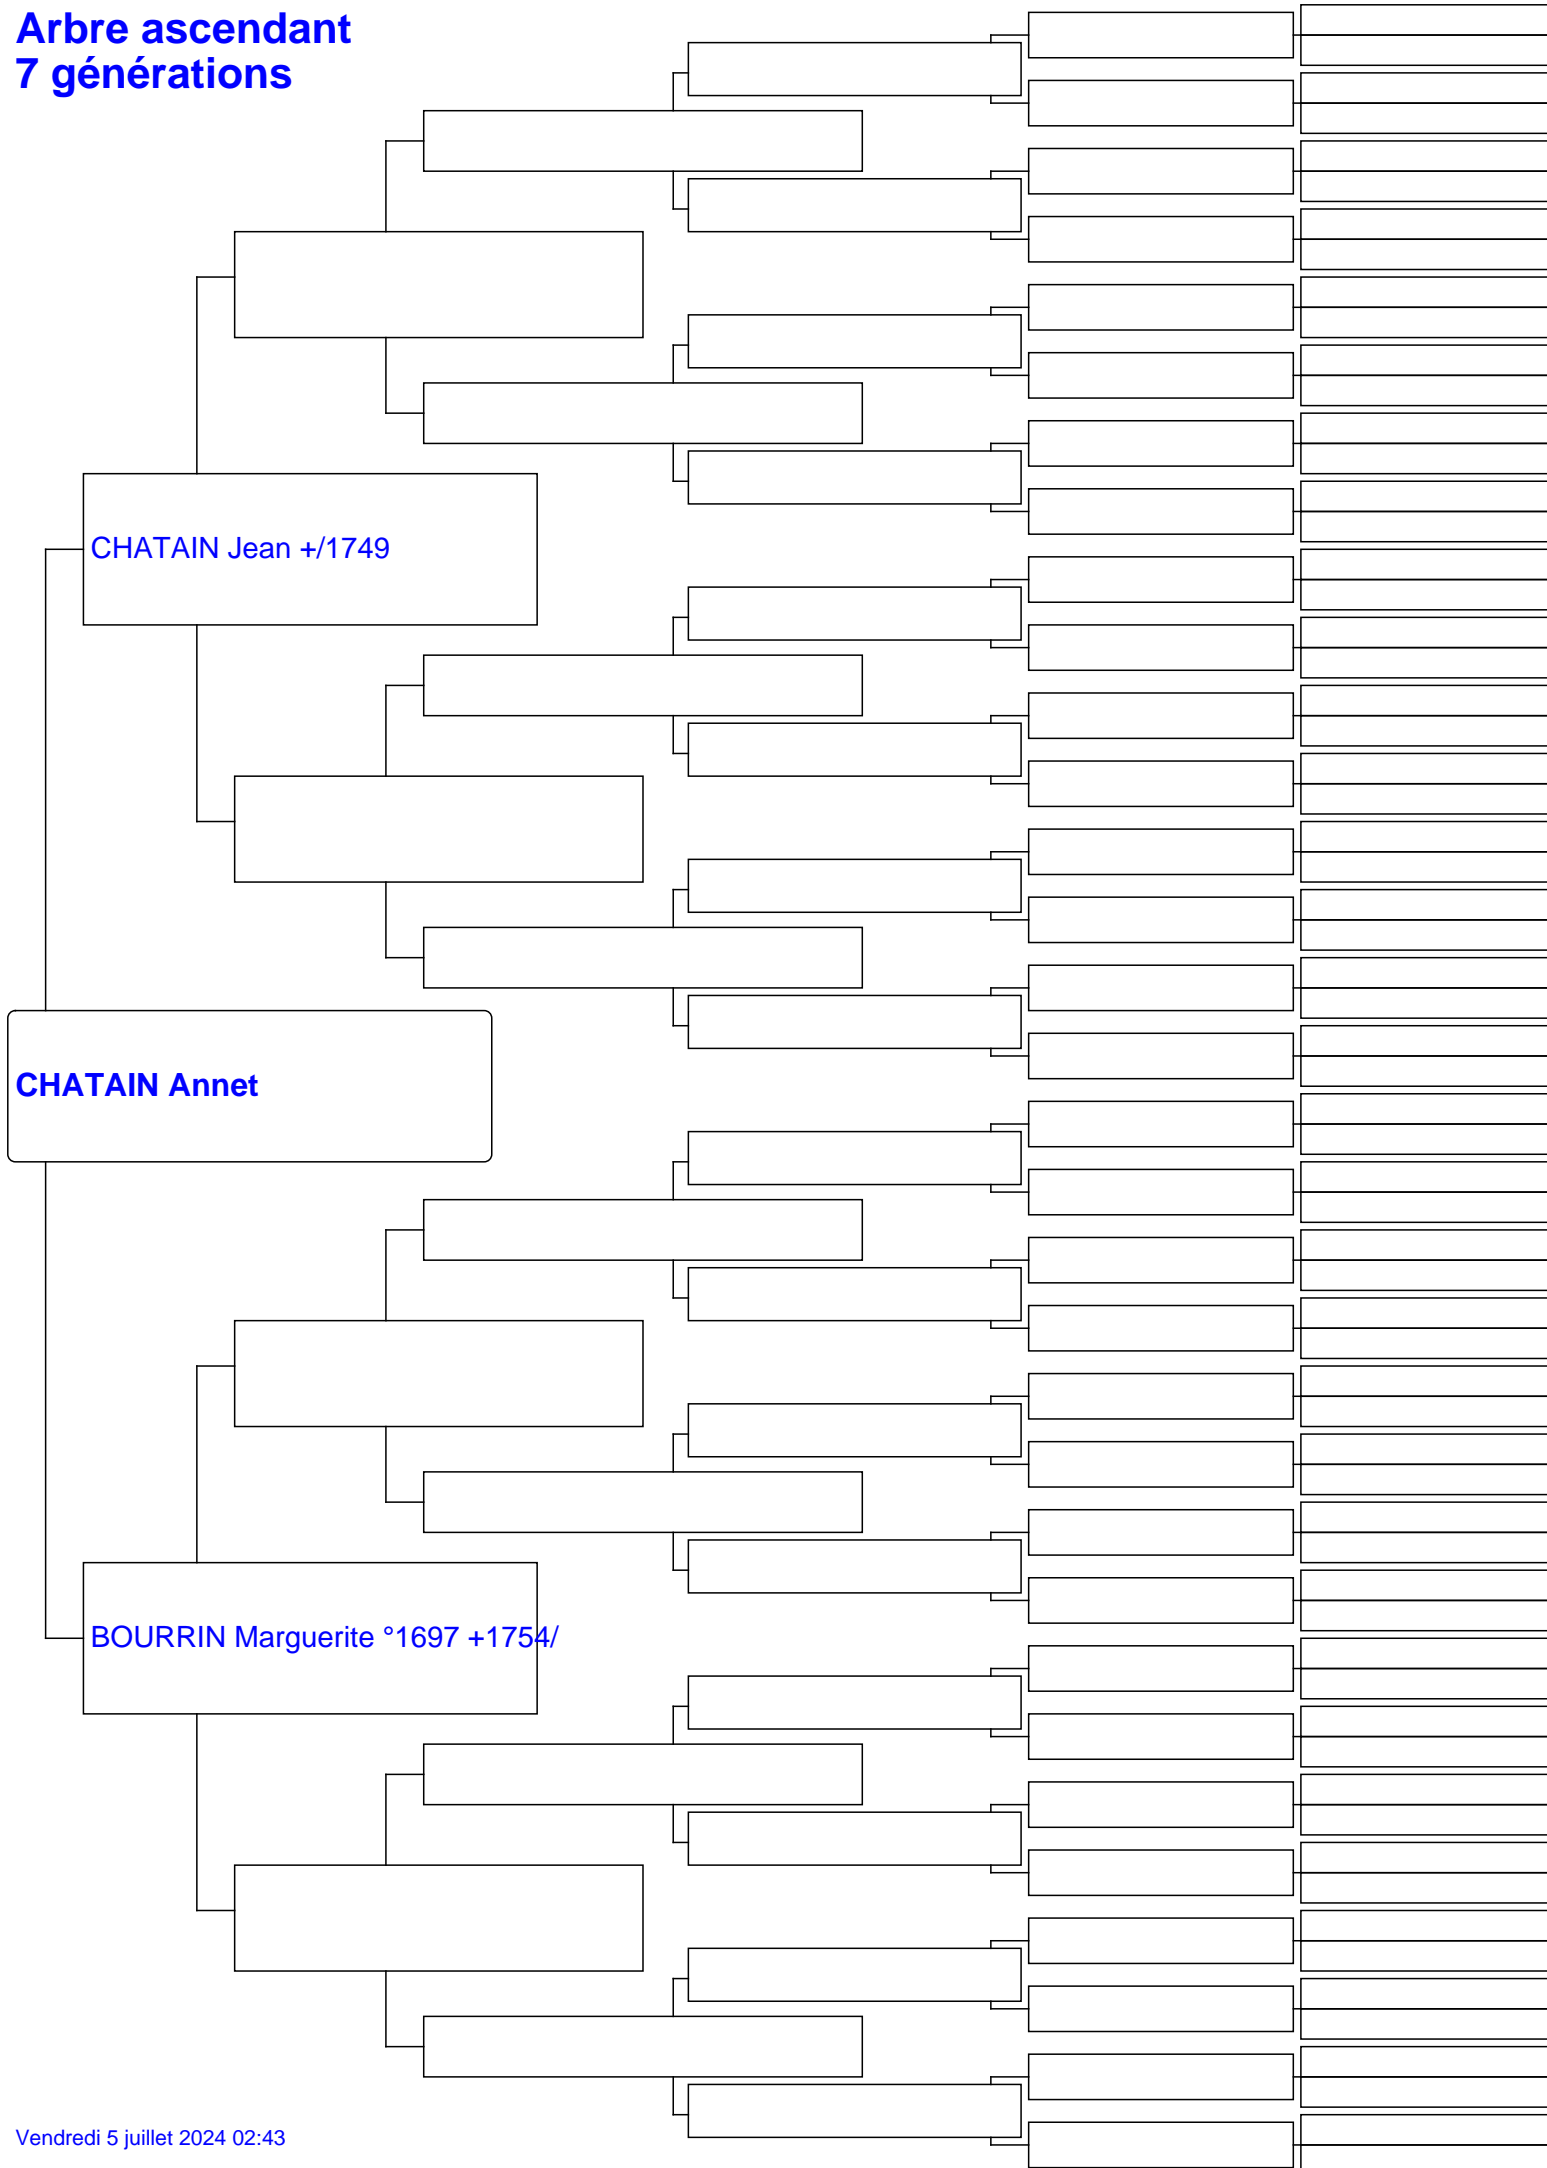 Arbre ascendant
7 générations
CHATAIN Jean +/1749
CHATAIN Annet
BOURRIN Marguerite °1697 +1754/
Vendredi 5 juillet 2024 02:43